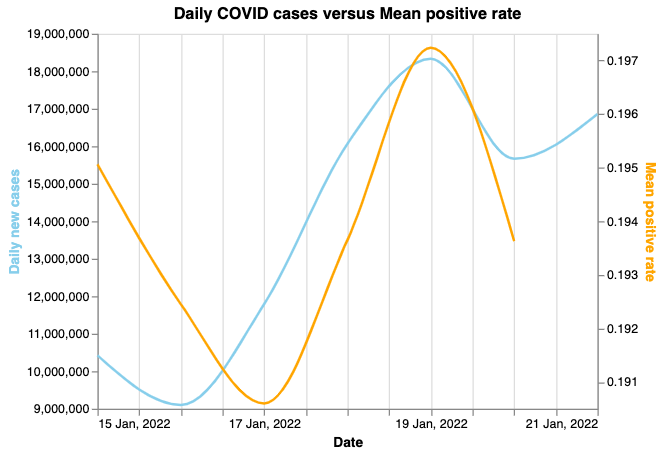 Daily COVID cases versus Mean positive rate
19,000,000
18,000,000
17,000,000
16,000,000
15,000,000
14,000,000
13,000,000
12,000,000
11,000,000
10,000,000
9,000,000
Daily new cases
0.197
0.196
0.195
0.194
0.193
0.192
0.191
Mean positive rate
15 Jan, 2022
17 Jan, 2022
19 Jan, 2022
21 Jan, 2022
Date